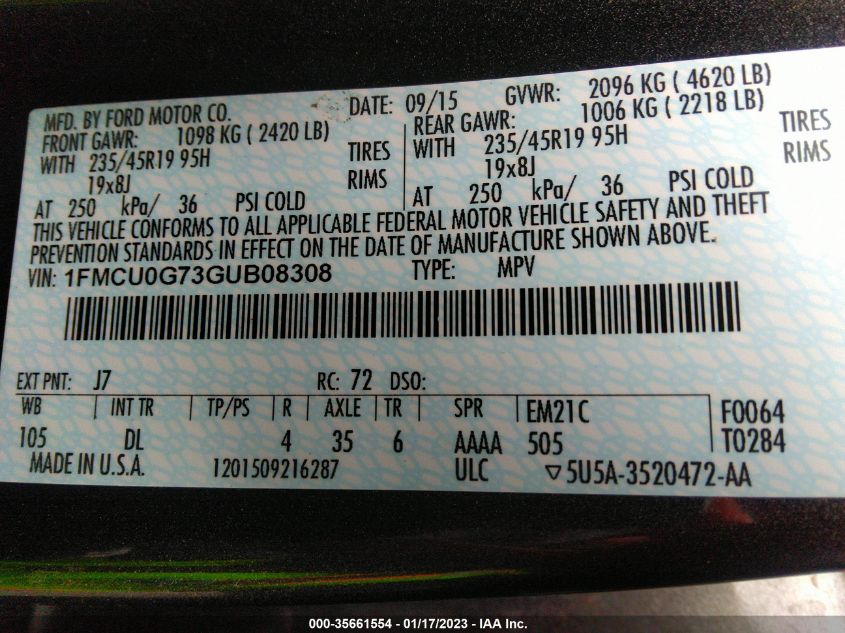 MFD. BY FORD MOTOR CO. DATE: 09/15 GVWR: 2096 KG ( 4620 LB)
FRONT GAWR: 1098 KG ( 2420 LB) REAR GAWR: 1006 KG ( 2218 LB)
WITH 235/45R19 95H TIRES WITH 235/45R19 95H TIRES
19x8J RIMS 19x8J RIMS
AT 250 kPa/ 36 PSI COLD AT 250 kPa/ 36 PSI COLD
THIS VEHICLE CONFORMS TO ALL APPLICABLE FEDERAL MOTOR VEHICLE SAFETY AND THEFT
PREVENTION STANDARDS IN EFFECT ON THE DATE OF MANUFACTURE SHOWN ABOVE.
VIN: 1FMCU0G73GUB08308 TYPE: MPV
EXT PNT: J7 RC: 72 DSO:
WB INT TR TP/PS R AXLE TR SPR EM21C F0064
105 DL 4 35 6 AAAA 505 T0284
MADE IN U.S.A. 1201509216287 ULC ▽5U5A-3520472-AA
000-35661554 - 01/17/2023 - IAA Inc.